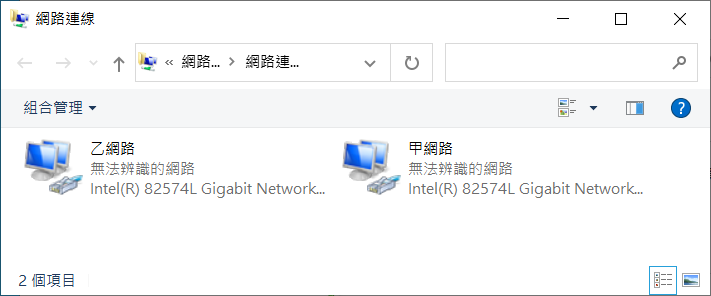 網路連線
« 網路... > 網路連...
組合管理
乙網路
無法辨識的網路
Intel(R) 82574L Gigabit Network...
甲網路
無法辨識的網路
Intel(R) 82574L Gigabit Network...
2 個項目